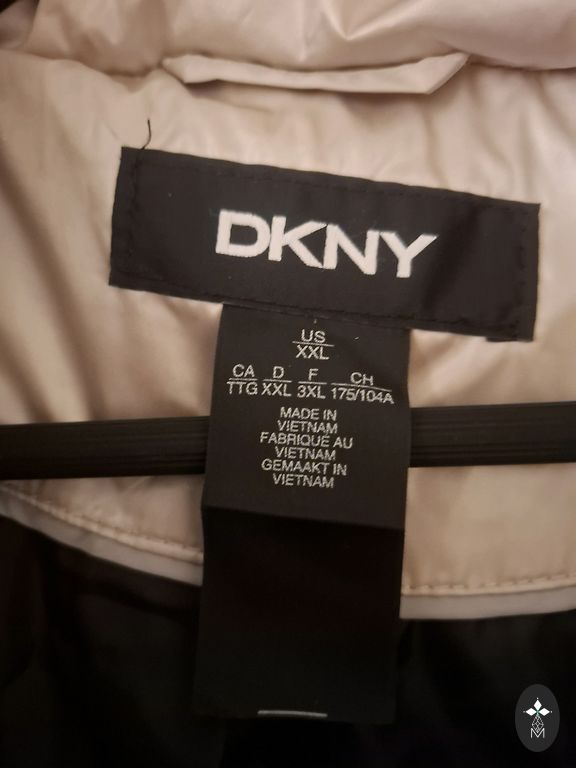 DKNY
US
XXL
CA D F CH
TTG XXL 3XL 175/104A
MADE IN
VIETNAM
FABRIQUÉ AU
VIETNAM
GEMAAKT IN
VIETNAM
M